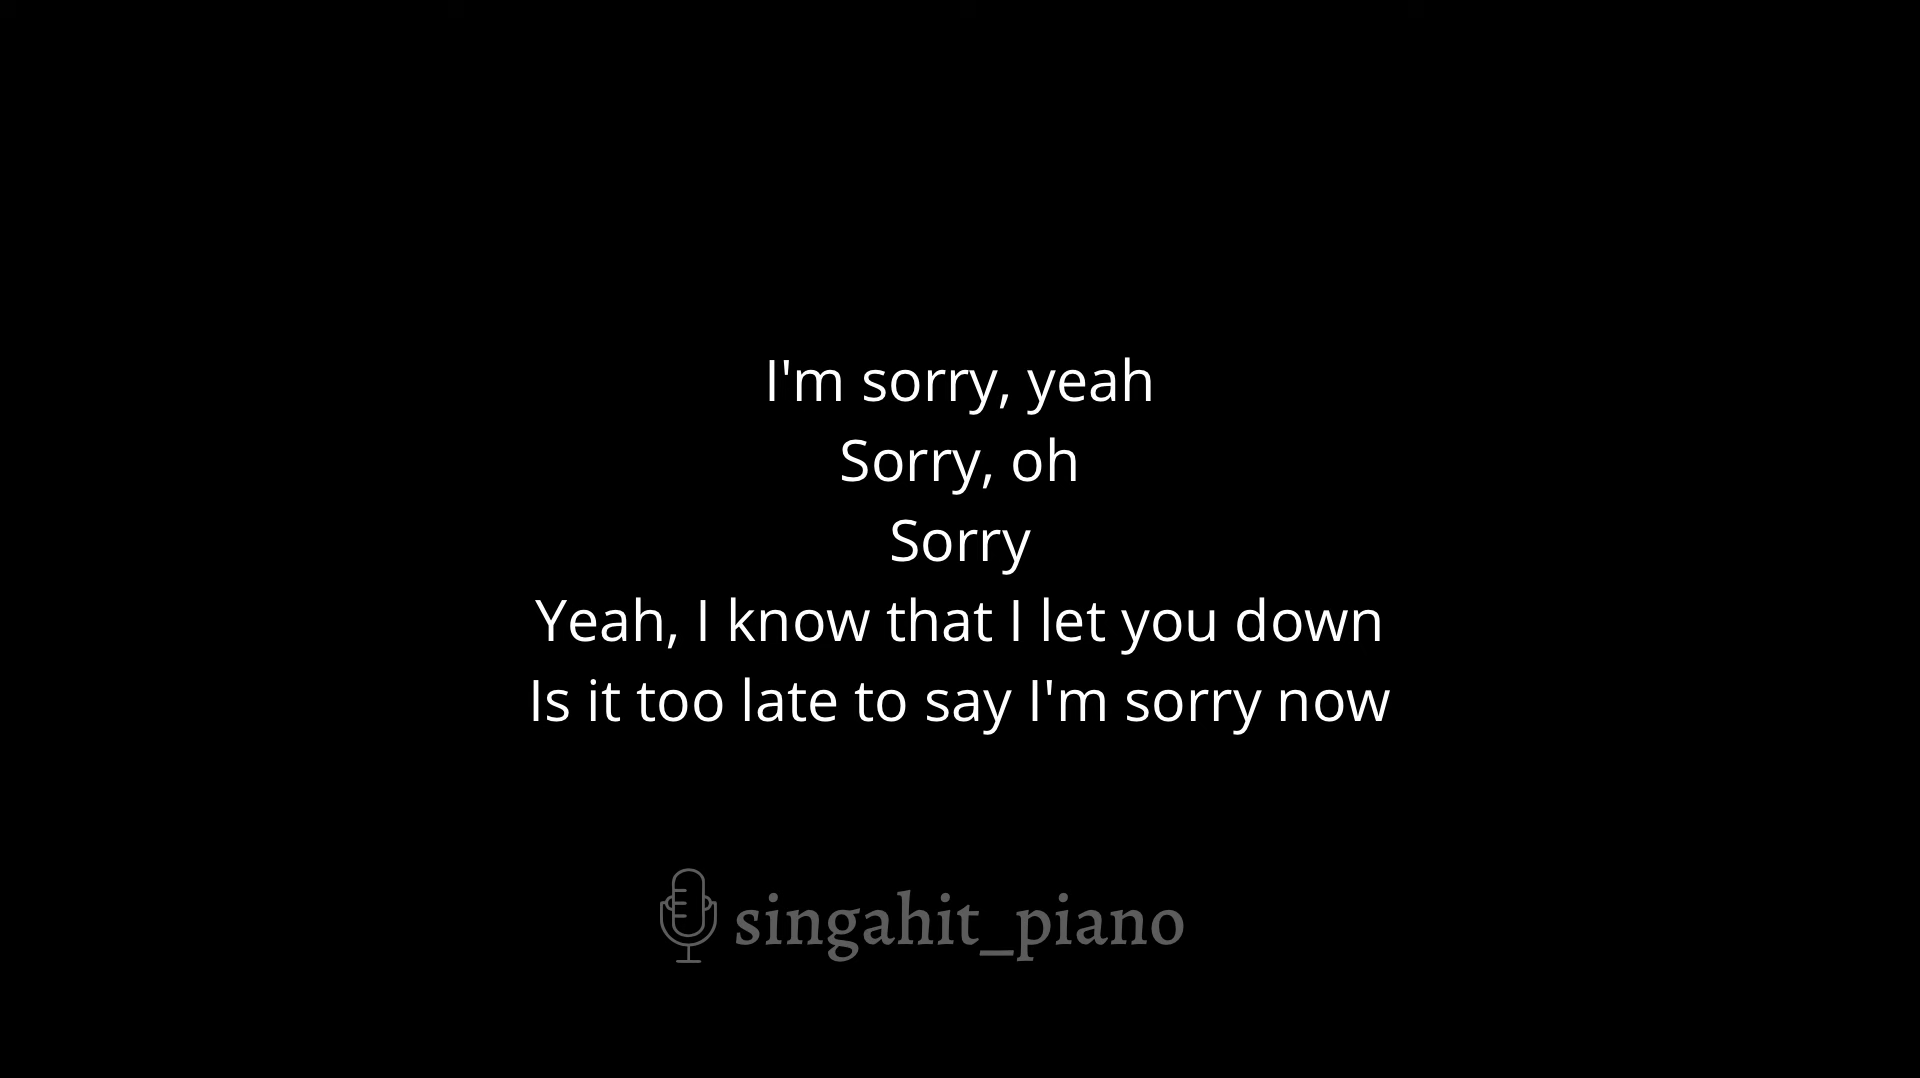 I'm sorry, yeah
Sorry, oh
Sorry
Yeah, I know that I let you down
Is it too late to say I'm sorry now
singahit_piano